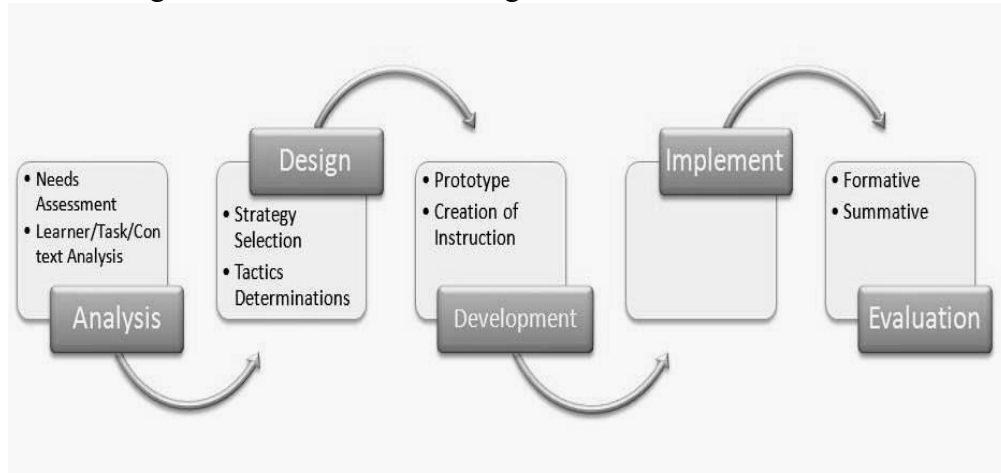 • Needs
Assessment
• Learner/Task/Con
text Analysis
Analysis
Design
• Strategy
Selection
• Tactics
Determinations
• Prototype
• Creation of
Instruction
Development
Implement
• Formative
• Summative
Evaluation